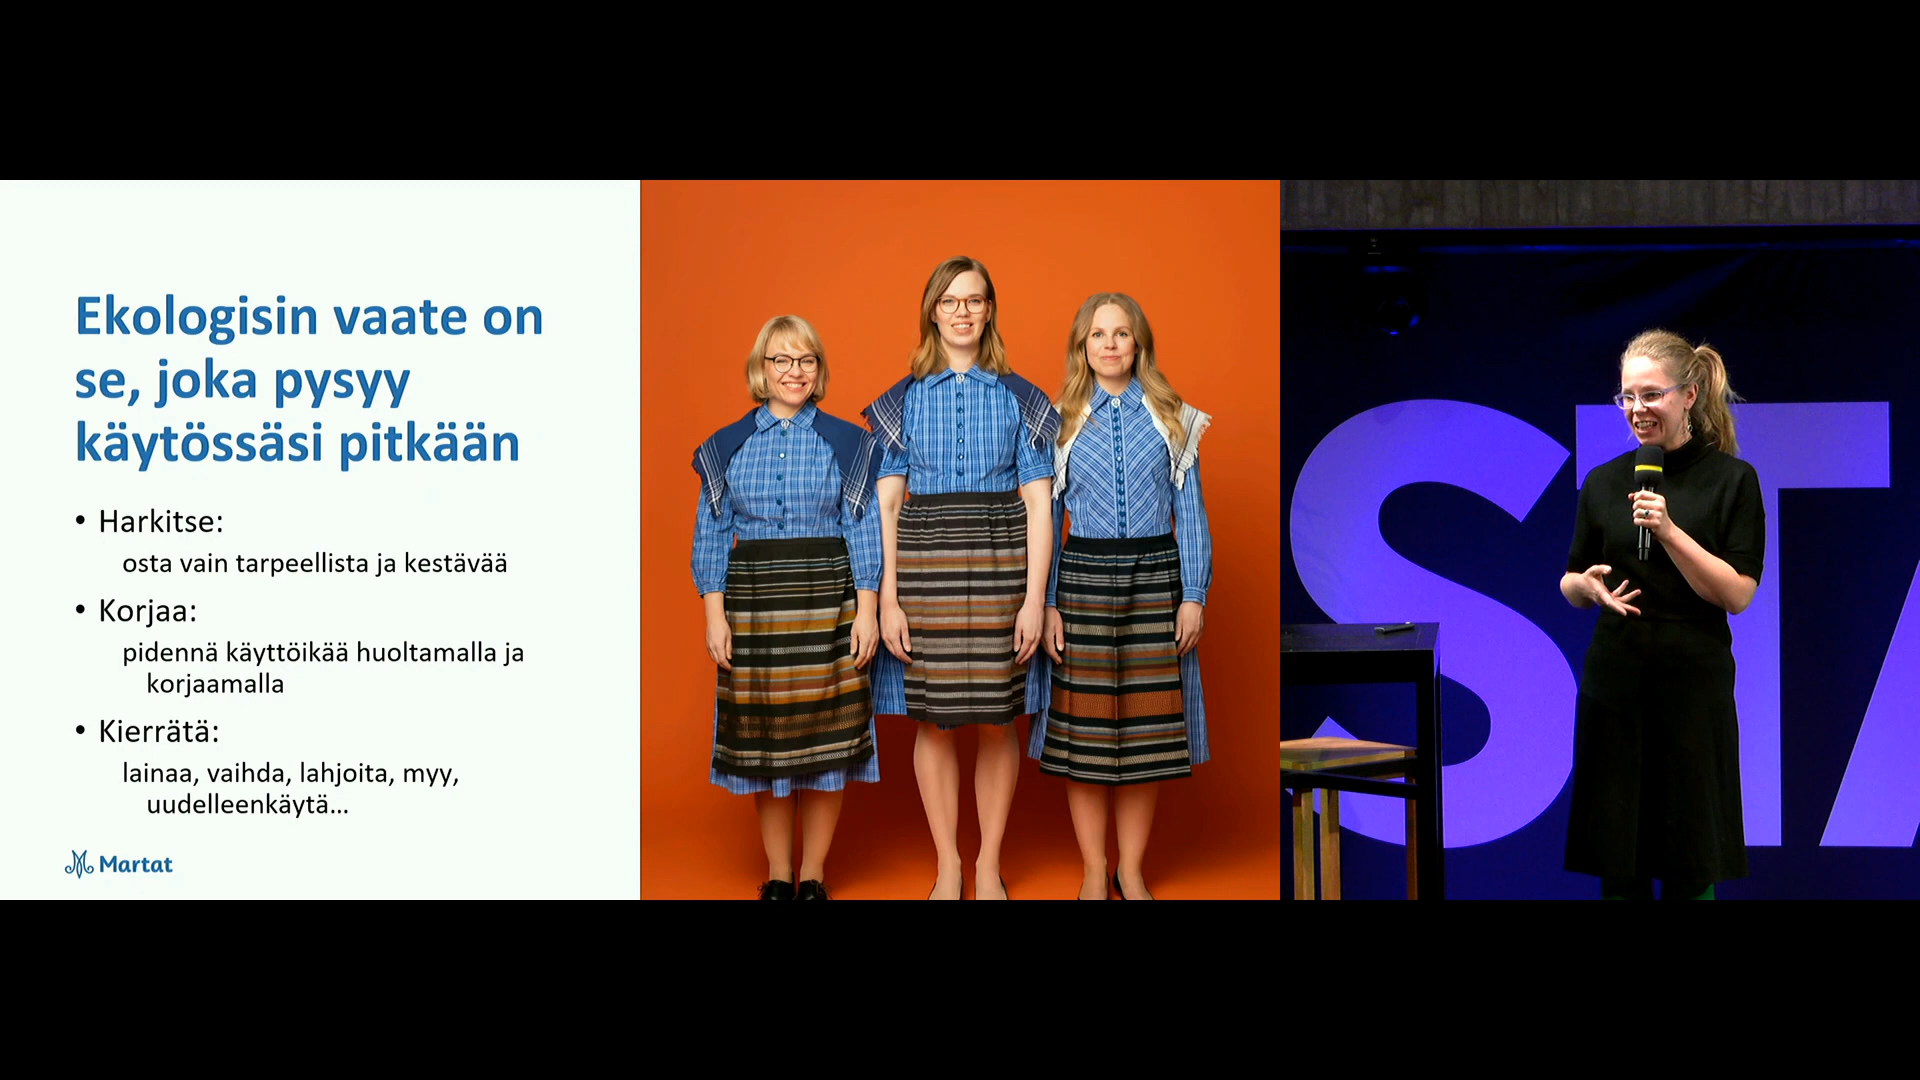 Ekologisin vaate on
se, joka pysyy
käytössäsi pitkään
• Harkitse:
osta vain tarpeellista ja kestävää
• Korjaa:
pidennä käyttöikää huoltamalla ja
korjaamalla
• Kierrätä:
lainaa, vaihda, lahjoita, myy,
uudelleenkäytä...
Martat
STA